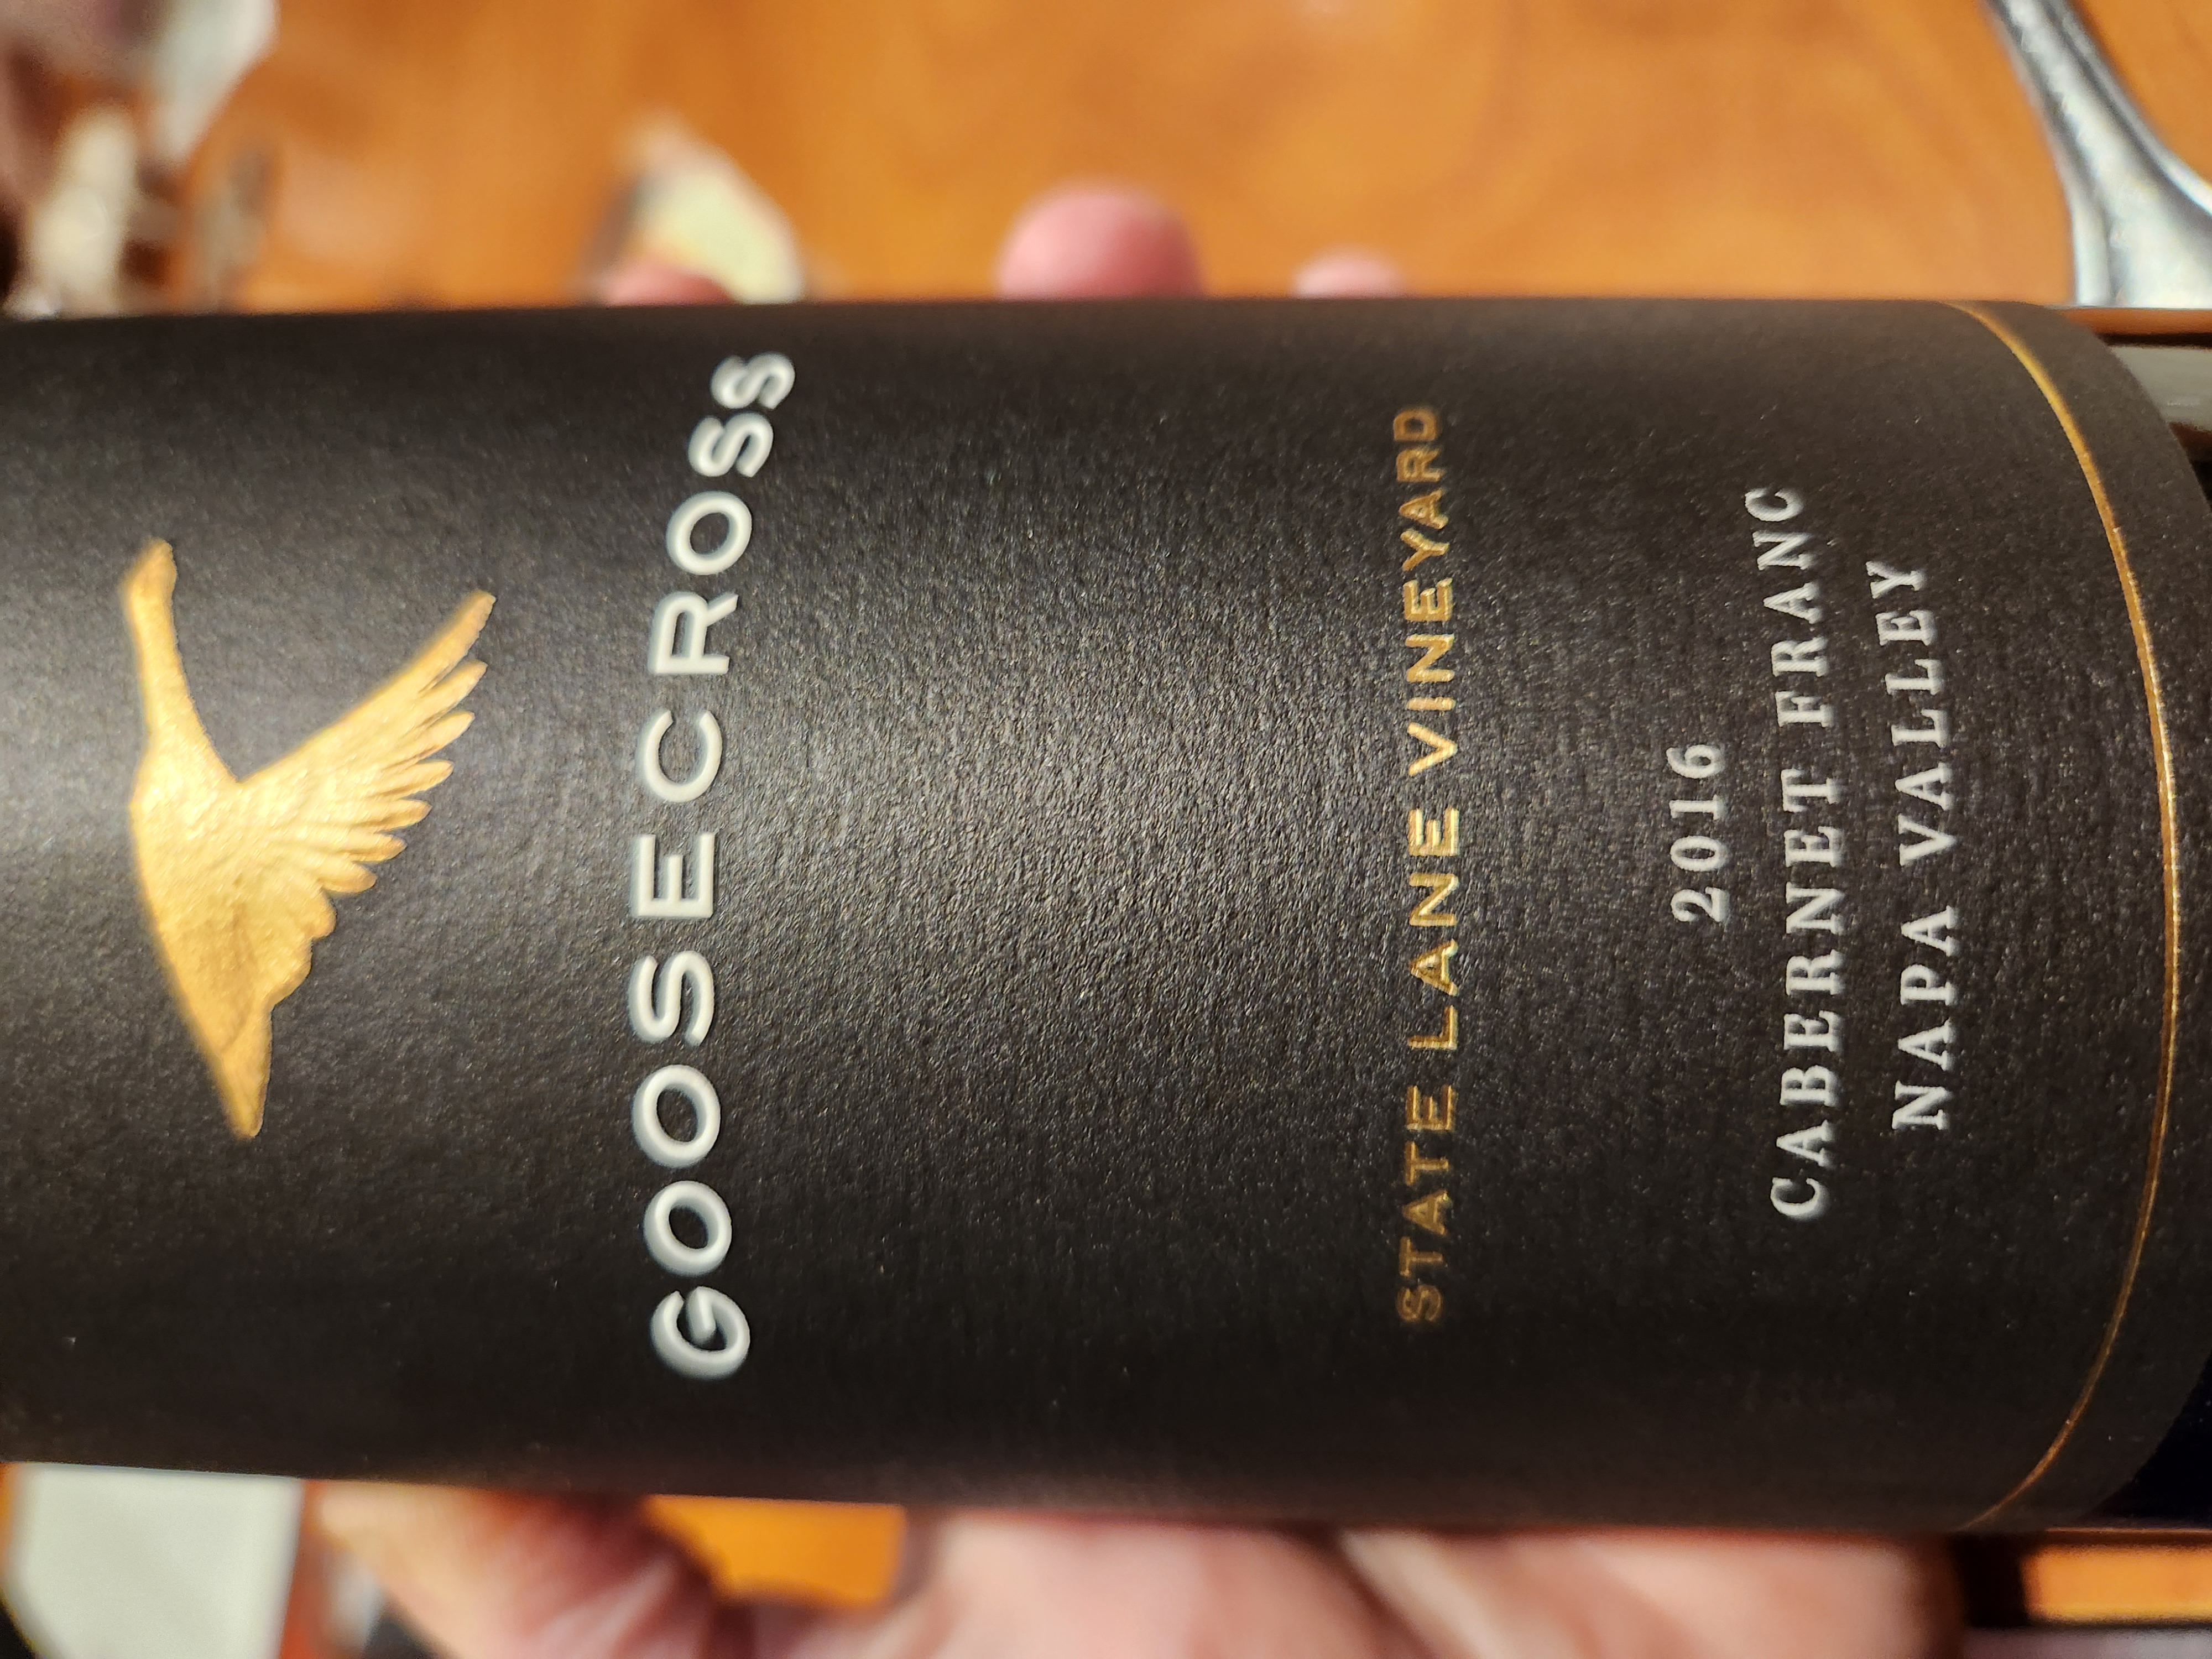 GOOSECROSS
STATE LANE VINEYARD
2016
CABERNET FRANC
NAPA VALLEY